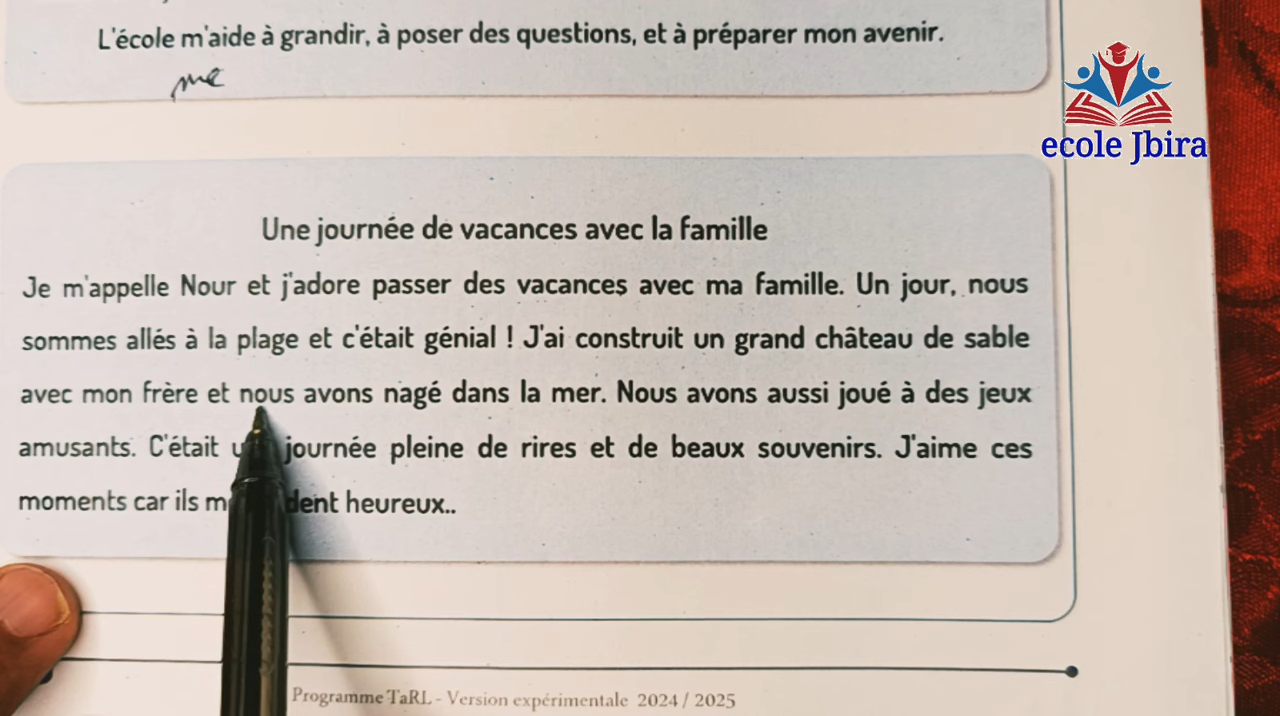 L'école m'aide à grandir, à poser des questions, et à préparer mon avenir.
me
ecole Jbira
Une journée de vacances avec la famille
Je m'appelle Nour et j'adore passer des vacances avec ma famille. Un jour, nous
sommes allés à la plage et c'était génial ! J'ai construit un grand château de sable
avec mon frère et nous avons nagé dans la mer. Nous avons aussi joué à des jeux
amusants. C'était journée pleine de rires et de beaux souvenirs. J'aime ces
moments car ils heureux..
Programme TaRL - Version expérimentale 2024 / 2025